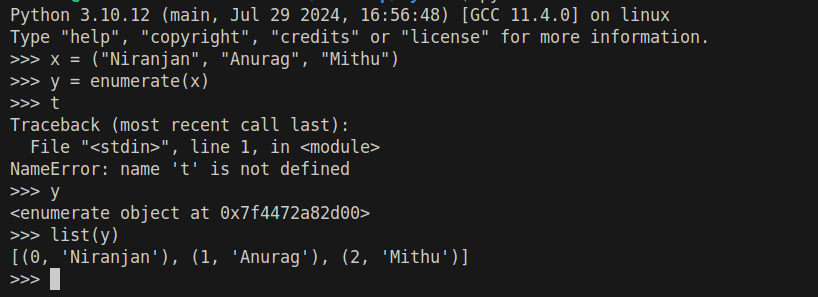 Python 3.10.12 (main, Jul 29 2024, 16:56:48) [GCC 11.4.0] on linux
Type "help", "copyright", "credits" or "license" for more information.
>>> x = ("Niranjan", "Anurag", "Mithu")
>>> y = enumerate(x)
>>> t
Traceback (most recent call last):
  File "<stdin>", line 1, in <module>
NameError: name 't' is not defined
>>> y
<enumerate object at 0x7f4472a82d00>
>>> list(y)
[(0, 'Niranjan'), (1, 'Anurag'), (2, 'Mithu')]
>>>